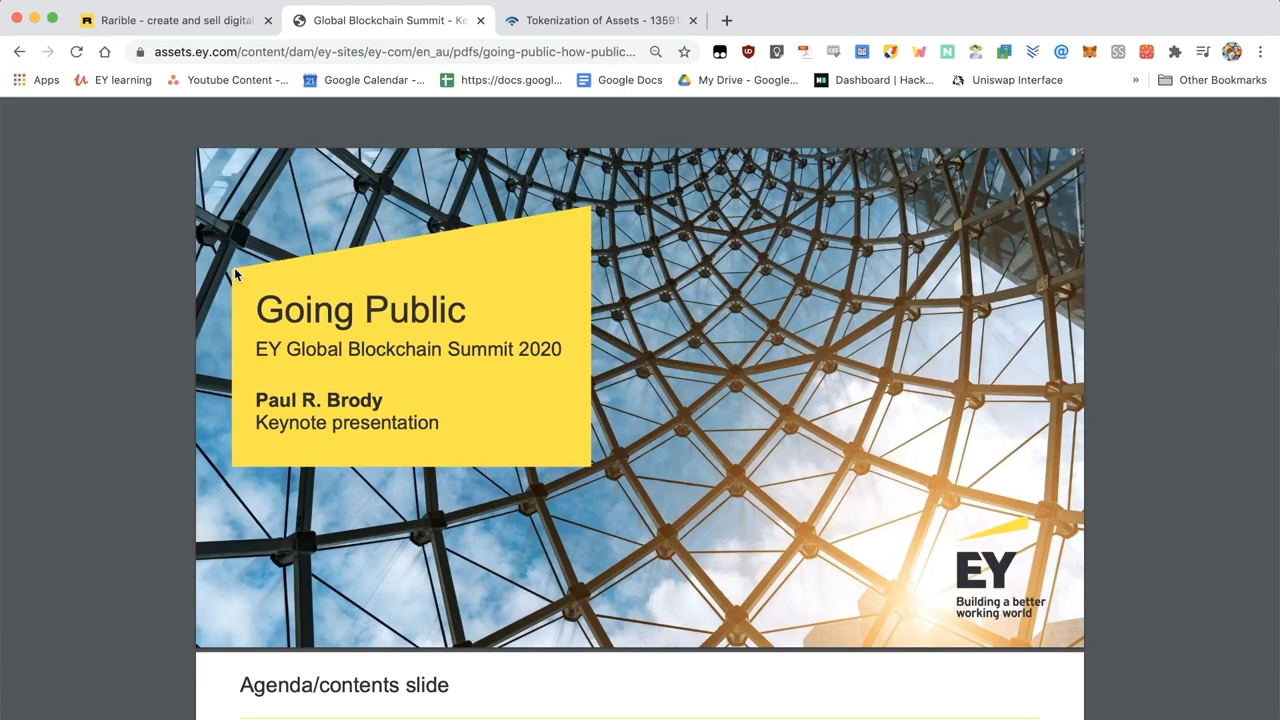 Rarible - create and sell digital
Global Blockchain Summit - Ke
Tokenization of Assets - 13591
assets.ey.com/content/dam/ey-sites/ey-com/en_au/pdfs/going-public-how-public...
Apps
EY learning
Youtube Content -...
Google Calendar -...
https://docs.googl...
Google Docs
My Drive - Google...
Dashboard | Hack...
Uniswap Interface
»
Other Bookmarks
Going Public
EY Global Blockchain Summit 2020
Paul R. Brody
Keynote presentation
EY
Building a better
working world
Agenda/contents slide